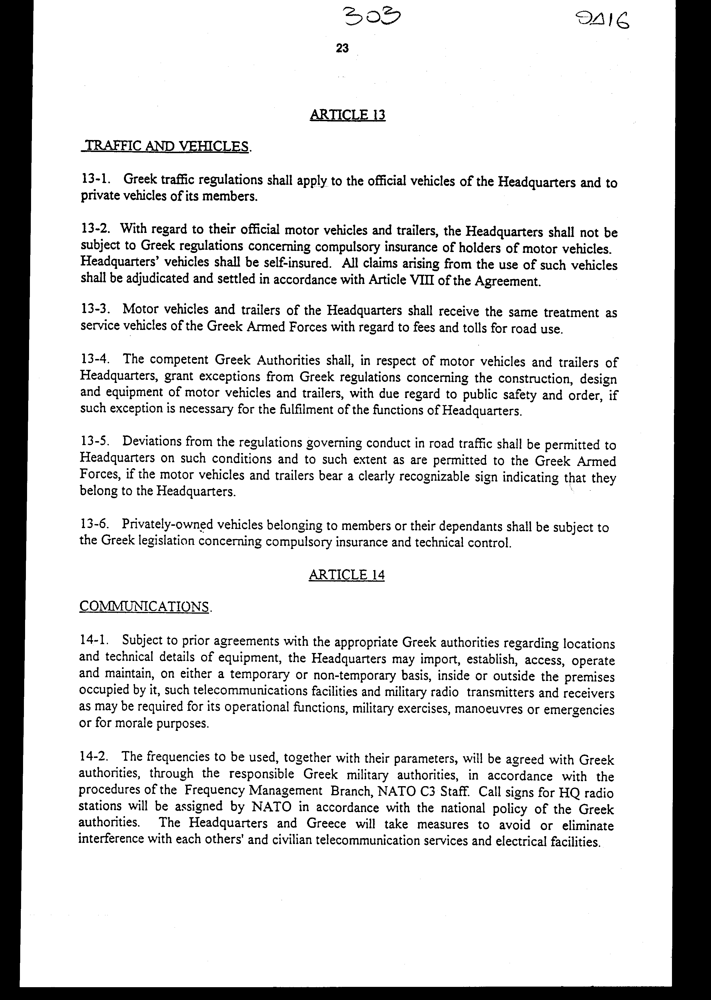 303
9Δ16
23
ARTICLE 13
TRAFFIC AND VEHICLES.
13-1. Greek traffic regulations shall apply to the official vehicles of the Headquarters and to
private vehicles of its members.
13-2. With regard to their official motor vehicles and trailers, the Headquarters shall not be
subject to Greek regulations concerning compulsory insurance of holders of motor vehicles.
Headquarters' vehicles shall be self-insured. All claims arising from the use of such vehicles
shall be adjudicated and settled in accordance with Article VIII of the Agreement.
13-3. Motor vehicles and trailers of the Headquarters shall receive the same treatment as
service vehicles of the Greek Armed Forces with regard to fees and tolls for road use.
13-4. The competent Greek Authorities shall, in respect of motor vehicles and trailers of
Headquarters, grant exceptions from Greek regulations concerning the construction, design
and equipment of motor vehicles and trailers, with due regard to public safety and order, if
such exception is necessary for the fulfilment of the functions of Headquarters.
13-5. Deviations from the regulations governing conduct in road traffic shall be permitted to
Headquarters on such conditions and to such extent as are permitted to the Greek Armed
Forces, if the motor vehicles and trailers bear a clearly recognizable sign indicating that they
belong to the Headquarters.
13-6. Privately-owned vehicles belonging to members or their dependants shall be subject to
the Greek legislation concerning compulsory insurance and technical control.
ARTICLE 14
COMMUNICATIONS.
14-1. Subject to prior agreements with the appropriate Greek authorities regarding locations
and technical details of equipment, the Headquarters may import, establish, access, operate
and maintain, on either a temporary or non-temporary basis, inside or outside the premises
occupied by it, such telecommunications facilities and military radio transmitters and receivers
as may be required for its operational functions, military exercises, manoeuvres or emergencies
or for morale purposes.
14-2. The frequencies to be used, together with their parameters, will be agreed with Greek
authorities, through the responsible Greek military authorities, in accordance with the
procedures of the Frequency Management Branch, NATO C3 Staff. Call signs for HQ radio
stations will be assigned by NATO in accordance with the national policy of the Greek
authorities. The Headquarters and Greece will take measures to avoid or eliminate
interference with each others' and civilian telecommunication services and electrical facilities.